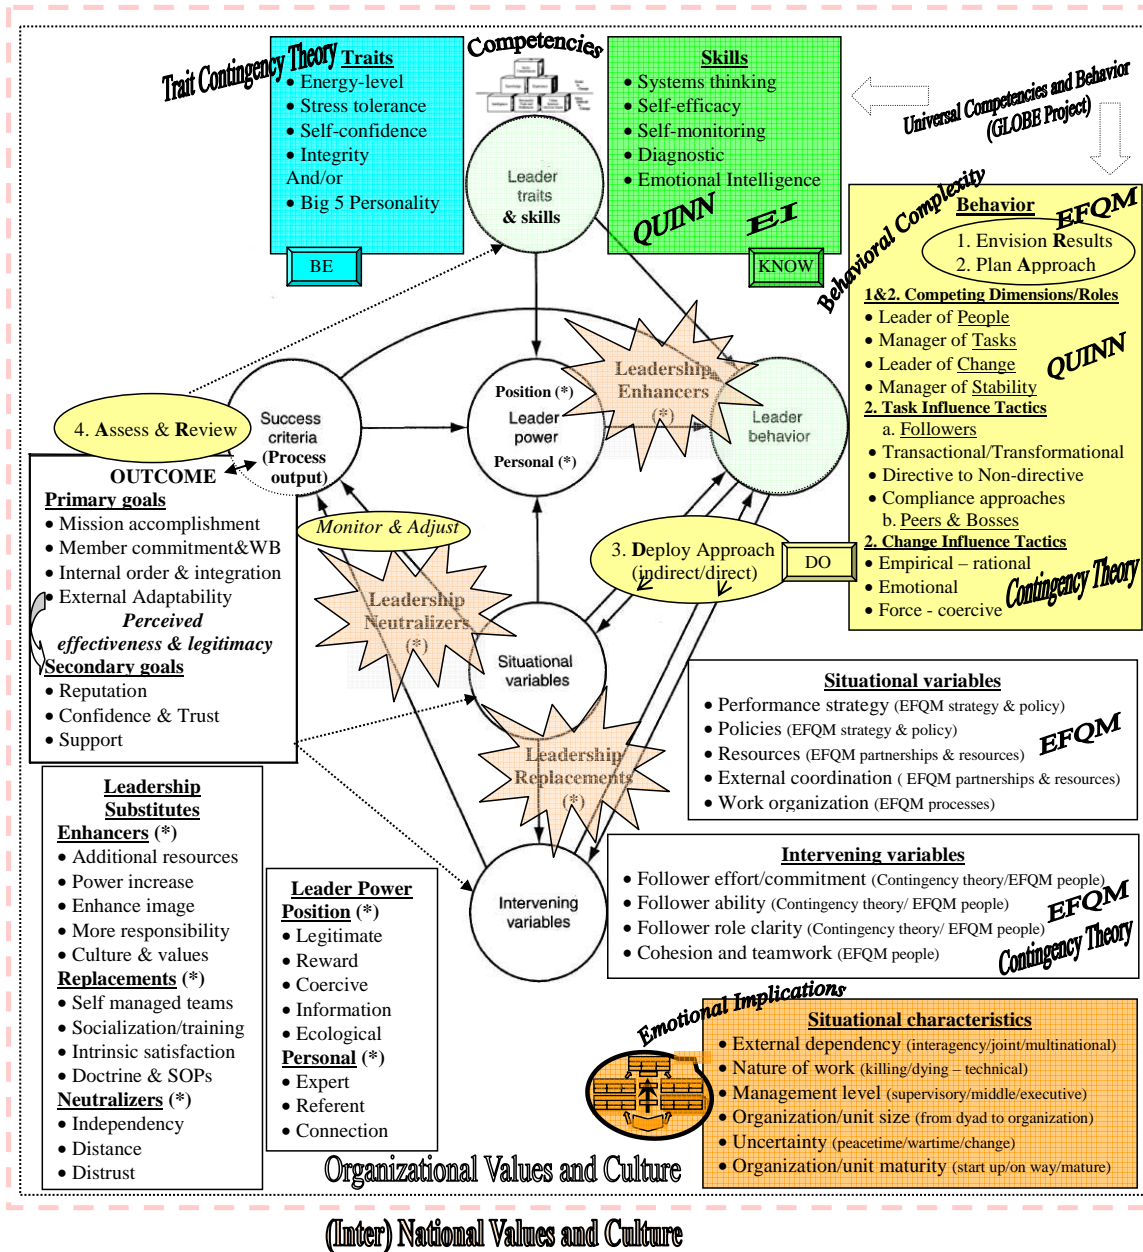 Trait Contingency Theory
Traits
• Energy-level
• Stress tolerance
• Self-confidence
• Integrity
And/or
• Big 5 Personality
BE
Competencies
Leader
traits
& skills
Skills
• Systems thinking
• Self-efficacy
• Self-monitoring
• Diagnostic
• Emotional Intelligence
QUINN
EI
KNOW
Universal Competencies and Behavior
(GLOBE Project)
Behavioral Complexity
Behavior
EFQM
1. Envision Results
2. Plan Approach
1&2. Competing Dimensions/Roles
• Leader of People
• Manager of Tasks
• Leader of Change
• Manager of Stability
QUINN
2. Task Influence Tactics
a. Followers
• Transactional/Transformational
• Directive to Non-directive
• Compliance approaches
b. Peers & Bosses
2. Change Influence Tactics
• Empirical – rational
• Emotional
• Force - coercive
Contingency Theory
DO
Leadership
Enhancers
(*)
Position (*)
Leader
power
Personal (*)
Leader
behavior
Success
criteria
(Process
output)
4. Assess & Review
OUTCOME
Primary goals
• Mission accomplishment
• Member commitment&WB
• Internal order & integration
• External Adaptability
Perceived
effectiveness & legitimacy
Secondary goals
• Reputation
• Confidence & Trust
• Support
Monitor & Adjust
3. Deploy Approach
(indirect/direct)
Leadership
Neutralizers
(*)
Situational
variables
Leadership
Replacements
(*)
Intervening
variables
Situational variables
• Performance strategy (EFQM strategy & policy)
• Policies (EFQM strategy & policy)
• Resources (EFQM partnerships & resources)
• External coordination ( EFQM partnerships & resources)
• Work organization (EFQM processes)
EFQM
Intervening variables
• Follower effort/commitment (Contingency theory/EFQM people)
• Follower ability (Contingency theory/ EFQM people)
• Follower role clarity (Contingency theory/ EFQM people)
• Cohesion and teamwork (EFQM people)
EFQM
Contingency Theory
Leadership
Substitutes
Enhancers (*)
• Additional resources
• Power increase
• Enhance image
• More responsibility
• Culture & values
Replacements (*)
• Self managed teams
• Socialization/training
• Intrinsic satisfaction
• Doctrine & SOPs
Neutralizers (*)
• Independency
• Distance
• Distrust
Leader Power
Position (*)
• Legitimate
• Reward
• Coercive
• Information
• Ecological
Personal (*)
• Expert
• Referent
• Connection
Emotional Implications
Situational characteristics
• External dependency (interagency/joint/multinational)
• Nature of work (killing/dying – technical)
• Management level (supervisory/middle/executive)
• Organization/unit size (from dyad to organization)
• Uncertainty (peacetime/wartime/change)
• Organization/unit maturity (start up/on way/mature)
Organizational Values and Culture
(Inter) National Values and Culture